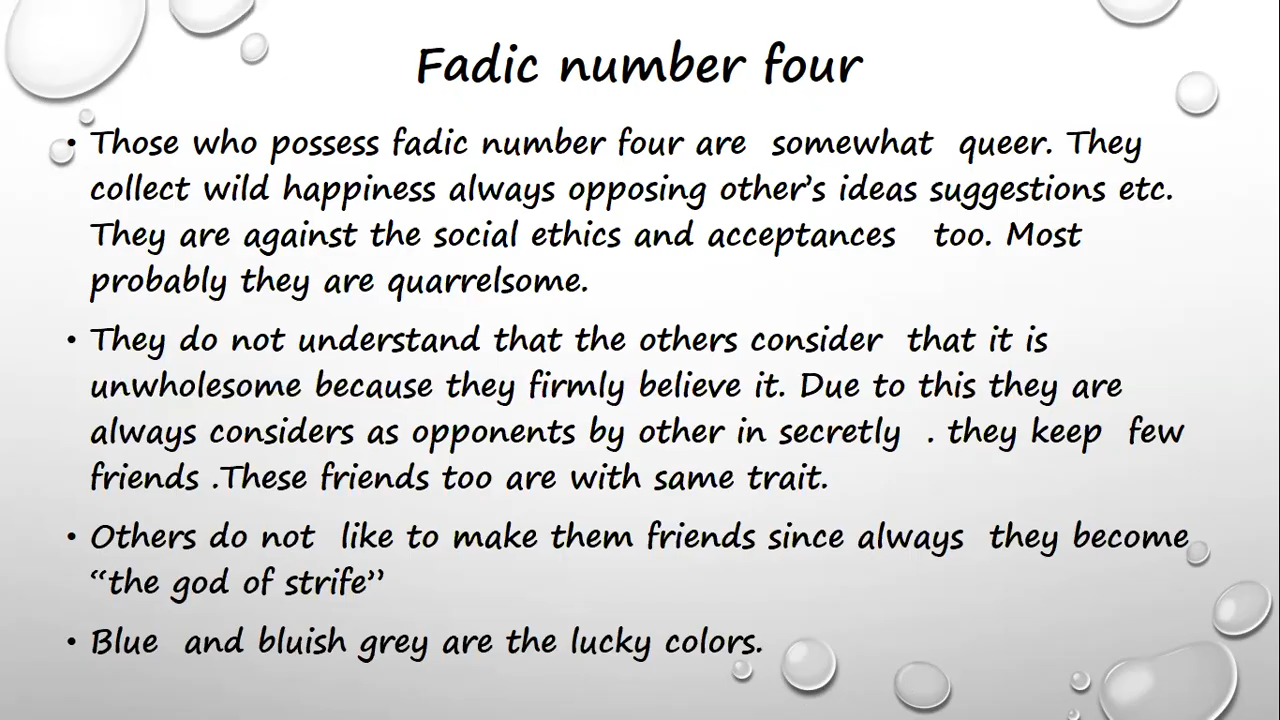 Fadic number four
• Those who possess fadic number four are somewhat queer. They
collect wild happiness always opposing other’s ideas suggestions etc.
They are against the social ethics and acceptances too. Most
probably they are quarrelsome.
• They do not understand that the others consider that it is
unwholesome because they firmly believe it. Due to this they are
always considers as opponents by other in secretly . they keep few
friends .These friends too are with same trait.
• Others do not like to make them friends since always they become
“the god of strife”
• Blue and bluish grey are the lucky colors.